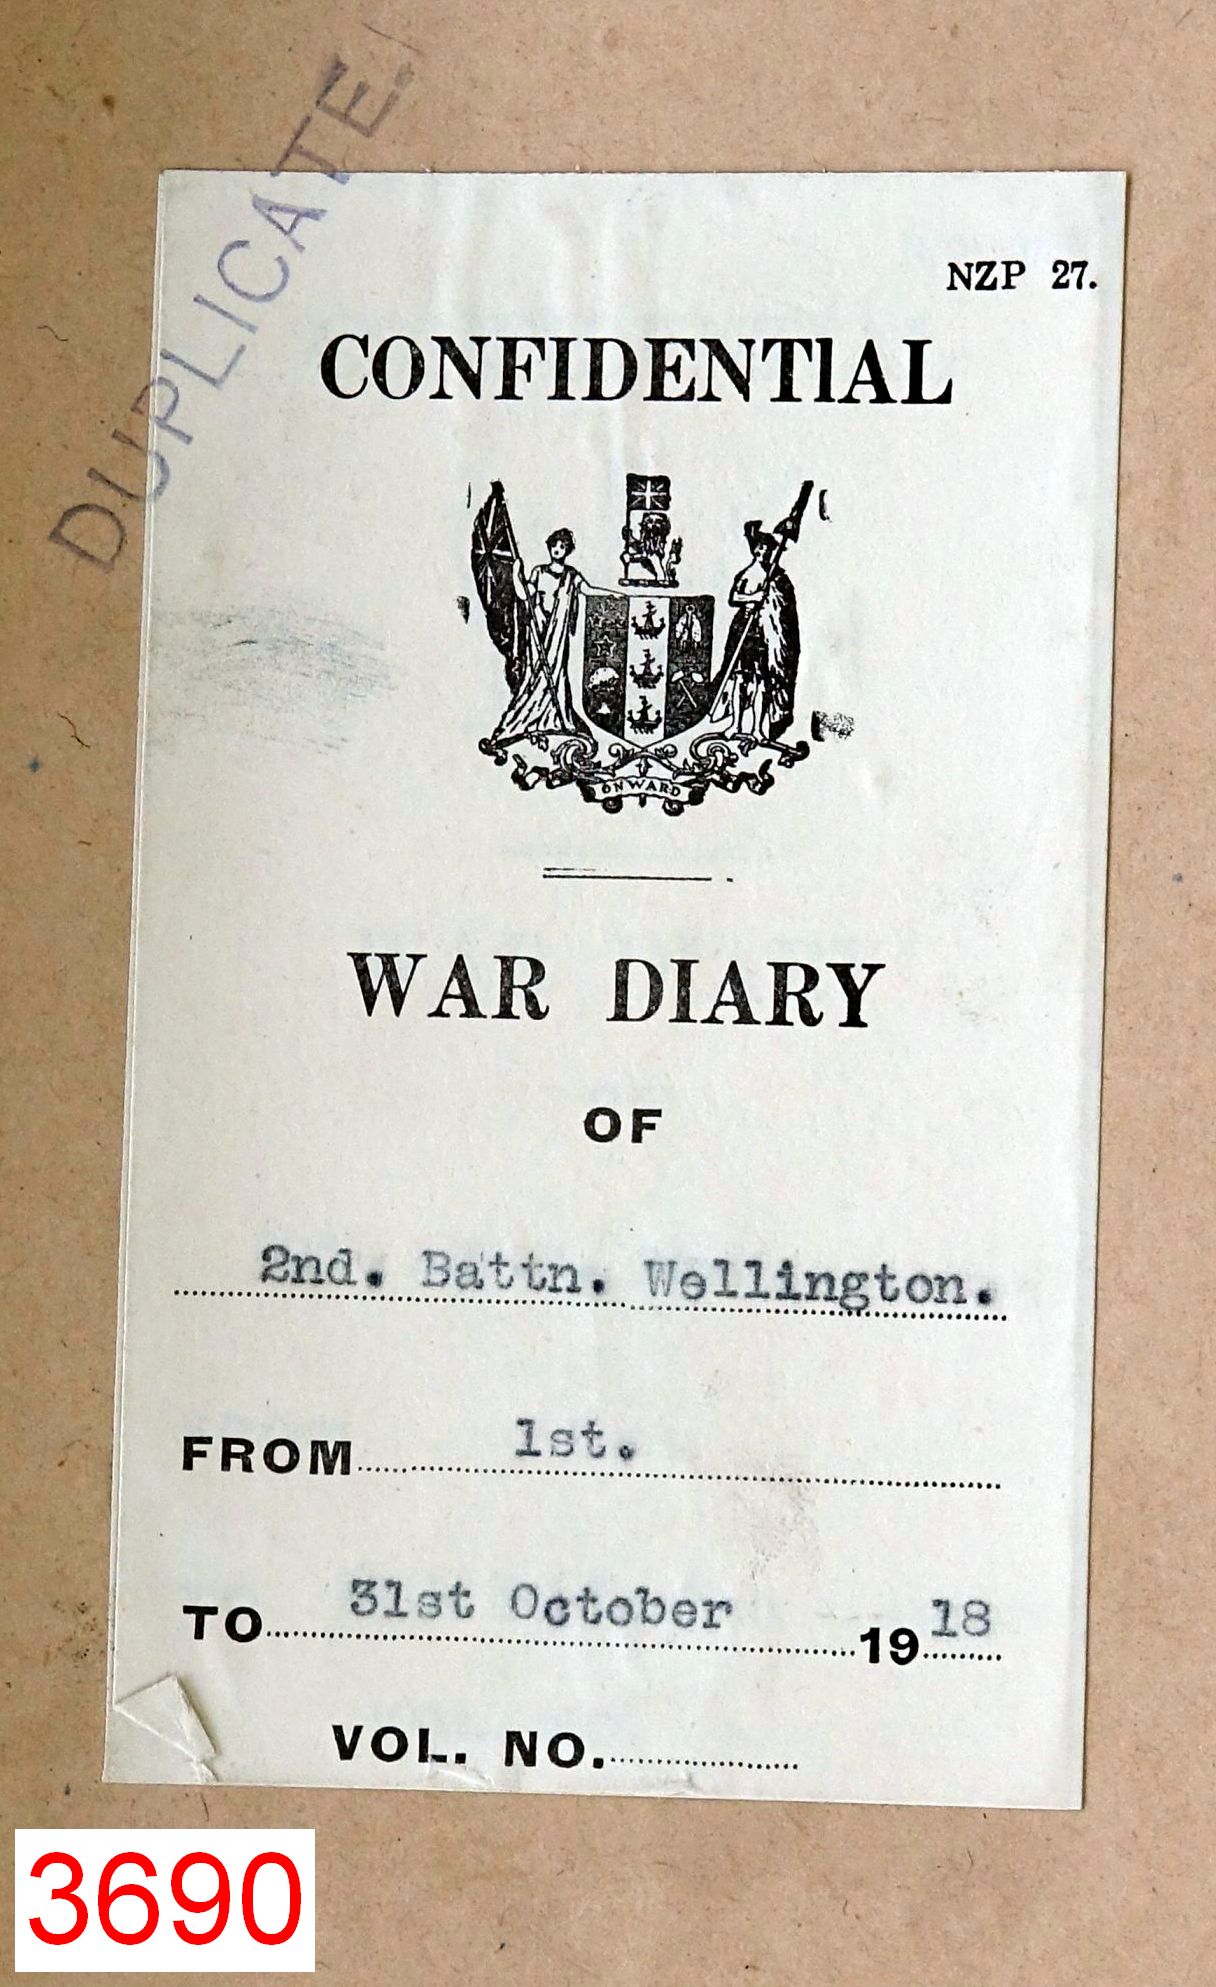 DUPLICATE.
NZP 27.
CONFIDENTIAL
ONWARD
WAR DIARY
OF
2nd. Battn. Wellington.
FROM 1st.
TO 31st October 1918
VOL. NO.
3690